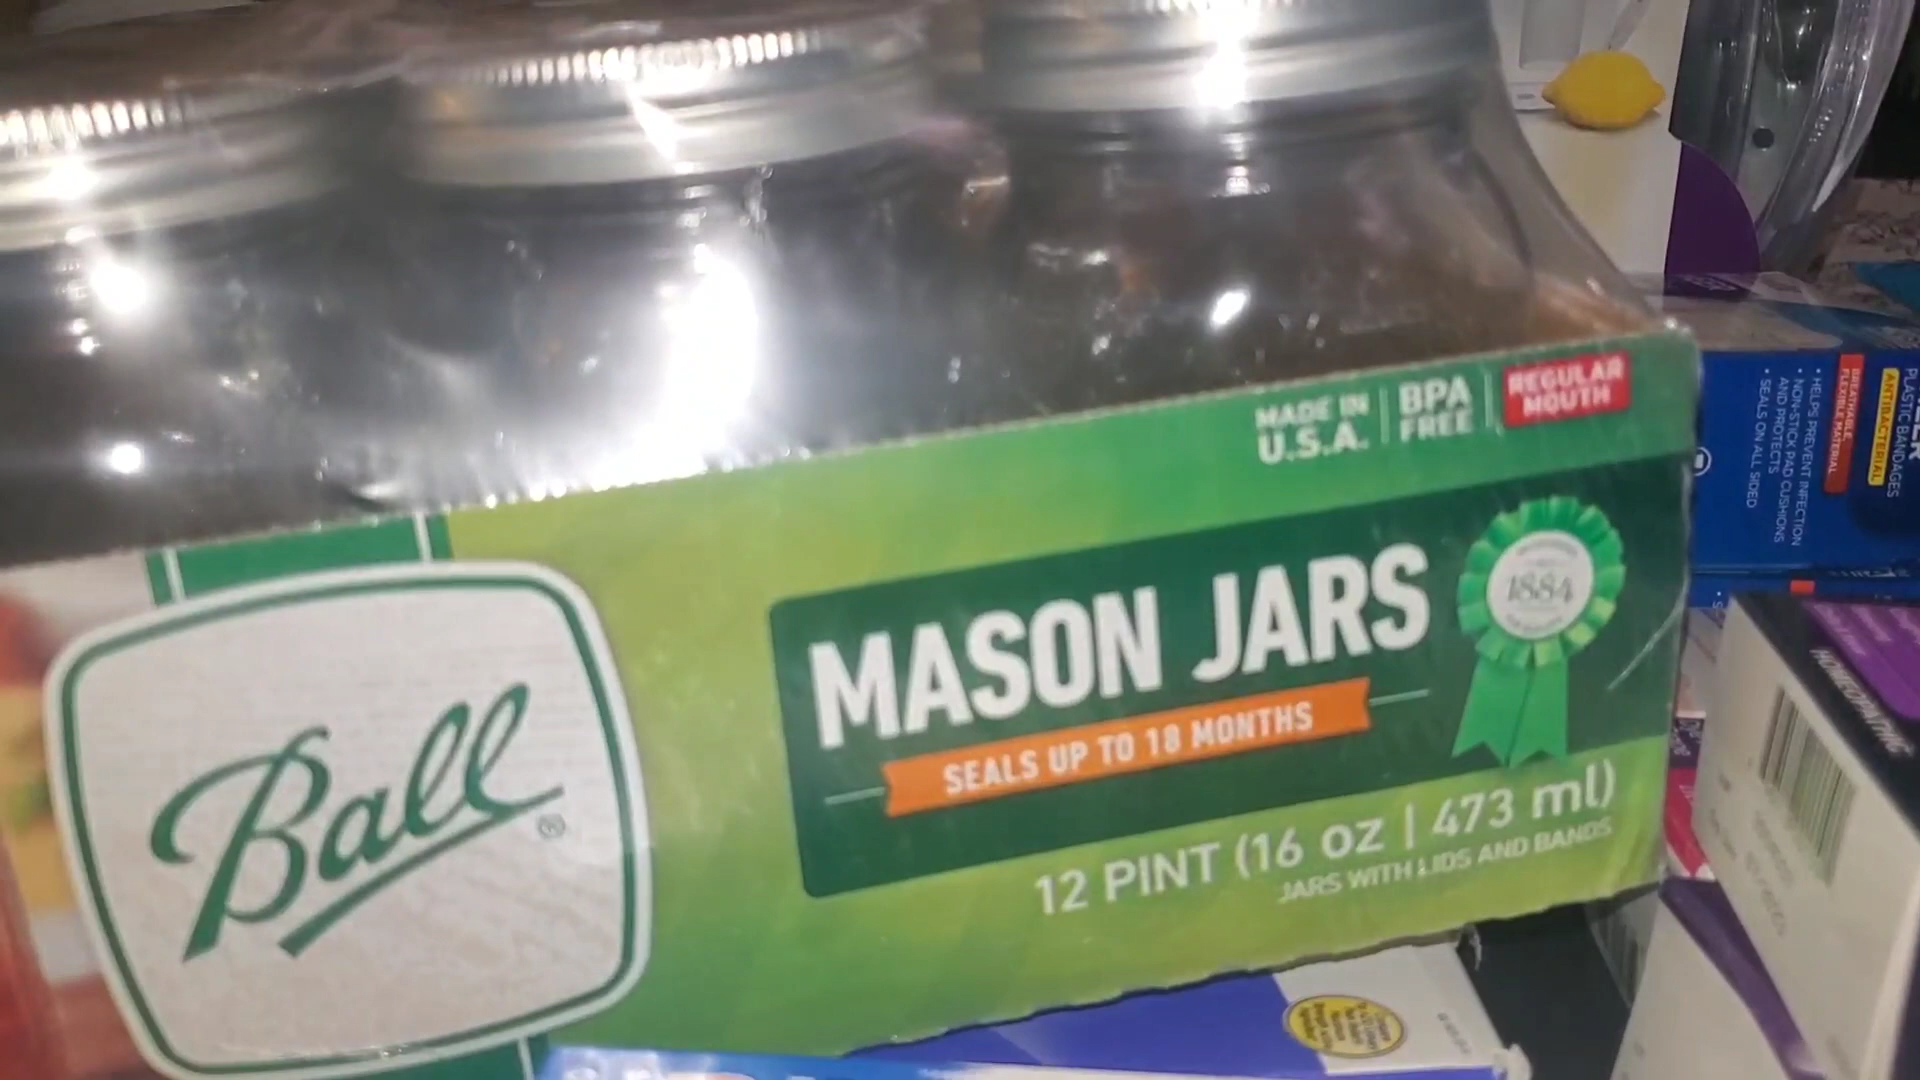 MADE IN
U.S.A.
BPA
FREE
REGULAR
MOUTH
MASON JARS
1884
SEALS UP TO 18 MONTHS
12 PINT (16 oz | 473 ml)
JARS WITH LIDS AND BANDS
Ball
®
PLASTIC BANDAGES
ANTIBACTERIAL
BREATHABLE,
FLEXIBLE MATERIAL
• HELPS PREVENT INFECTION
• NON-STICK PAD CUSHIONS
AND PROTECTS
• SEALS ON ALL SIDED
HOMEOPATHIC